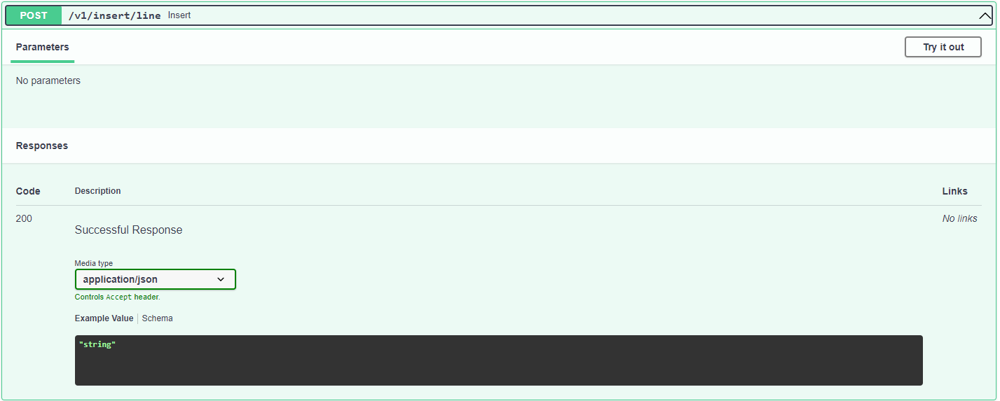 POST /v1/insert/line Insert
Parameters Try it out
No parameters
Responses
Code Description Links
200 Successful Response No links
Media type
application/json
Controls Accept header.
Example Value Schema
"string"